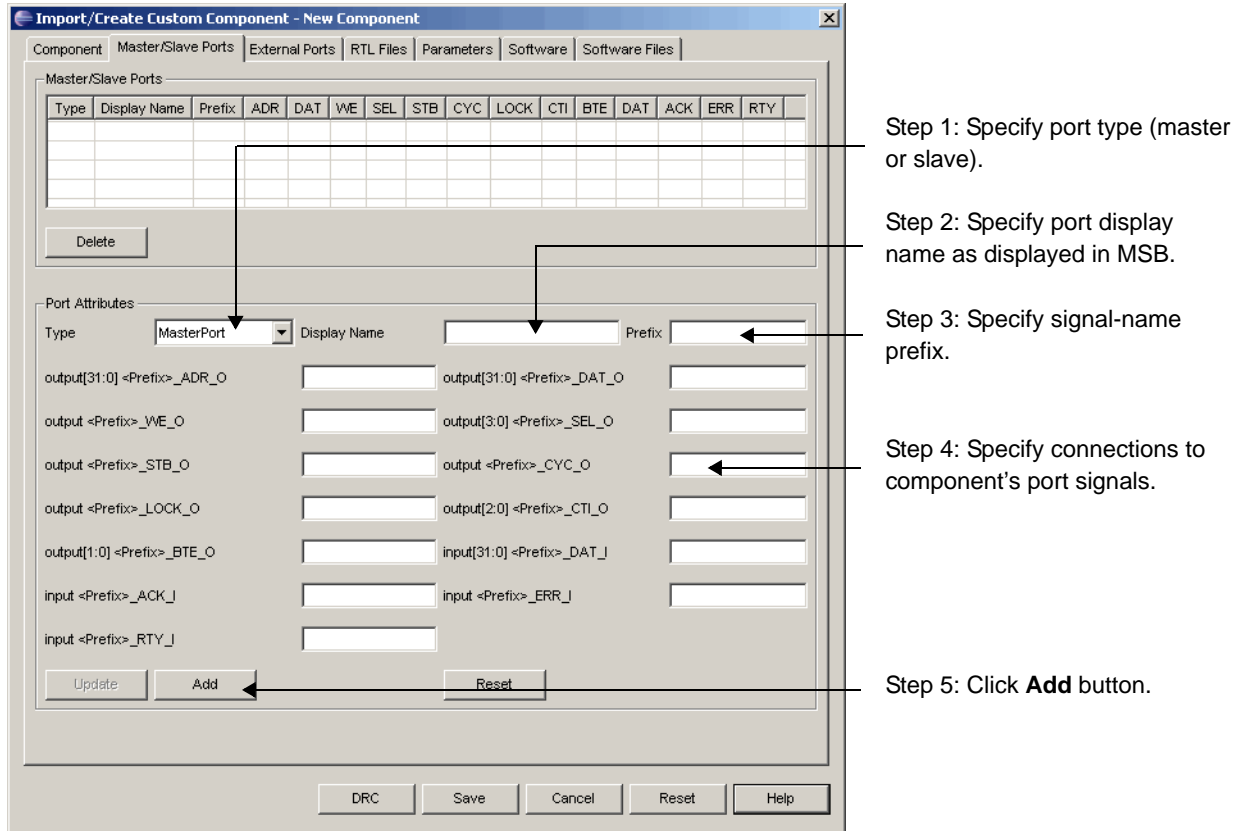 Import/Create Custom Component - New Component
Component Master/Slave Ports External Ports RTL Files Parameters Software Software Files
Master/Slave Ports
Type Display Name Prefix ADR DAT WE SEL STB CYC LOCK CTI BTE DAT ACK ERR RTY
Delete
Port Attributes
Type MasterPort Display Name Prefix
output[31:0] <Prefix>_ADR_O output[31:0] <Prefix>_DAT_O
output <Prefix>_WE_O output[3:0] <Prefix>_SEL_O
output <Prefix>_STB_O output <Prefix>_CYC_O
output <Prefix>_LOCK_O output[2:0] <Prefix>_CTI_O
output[1:0] <Prefix>_BTE_O input[31:0] <Prefix>_DAT_I
input <Prefix>_ACK_I input <Prefix>_ERR_I
input <Prefix>_RTY_I
Update Add Reset
DRC Save Cancel Reset Help
Step 1: Specify port type (master
or slave).
Step 2: Specify port display
name as displayed in MSB.
Step 3: Specify signal-name
prefix.
Step 4: Specify connections to
component's port signals.
Step 5: Click Add button.